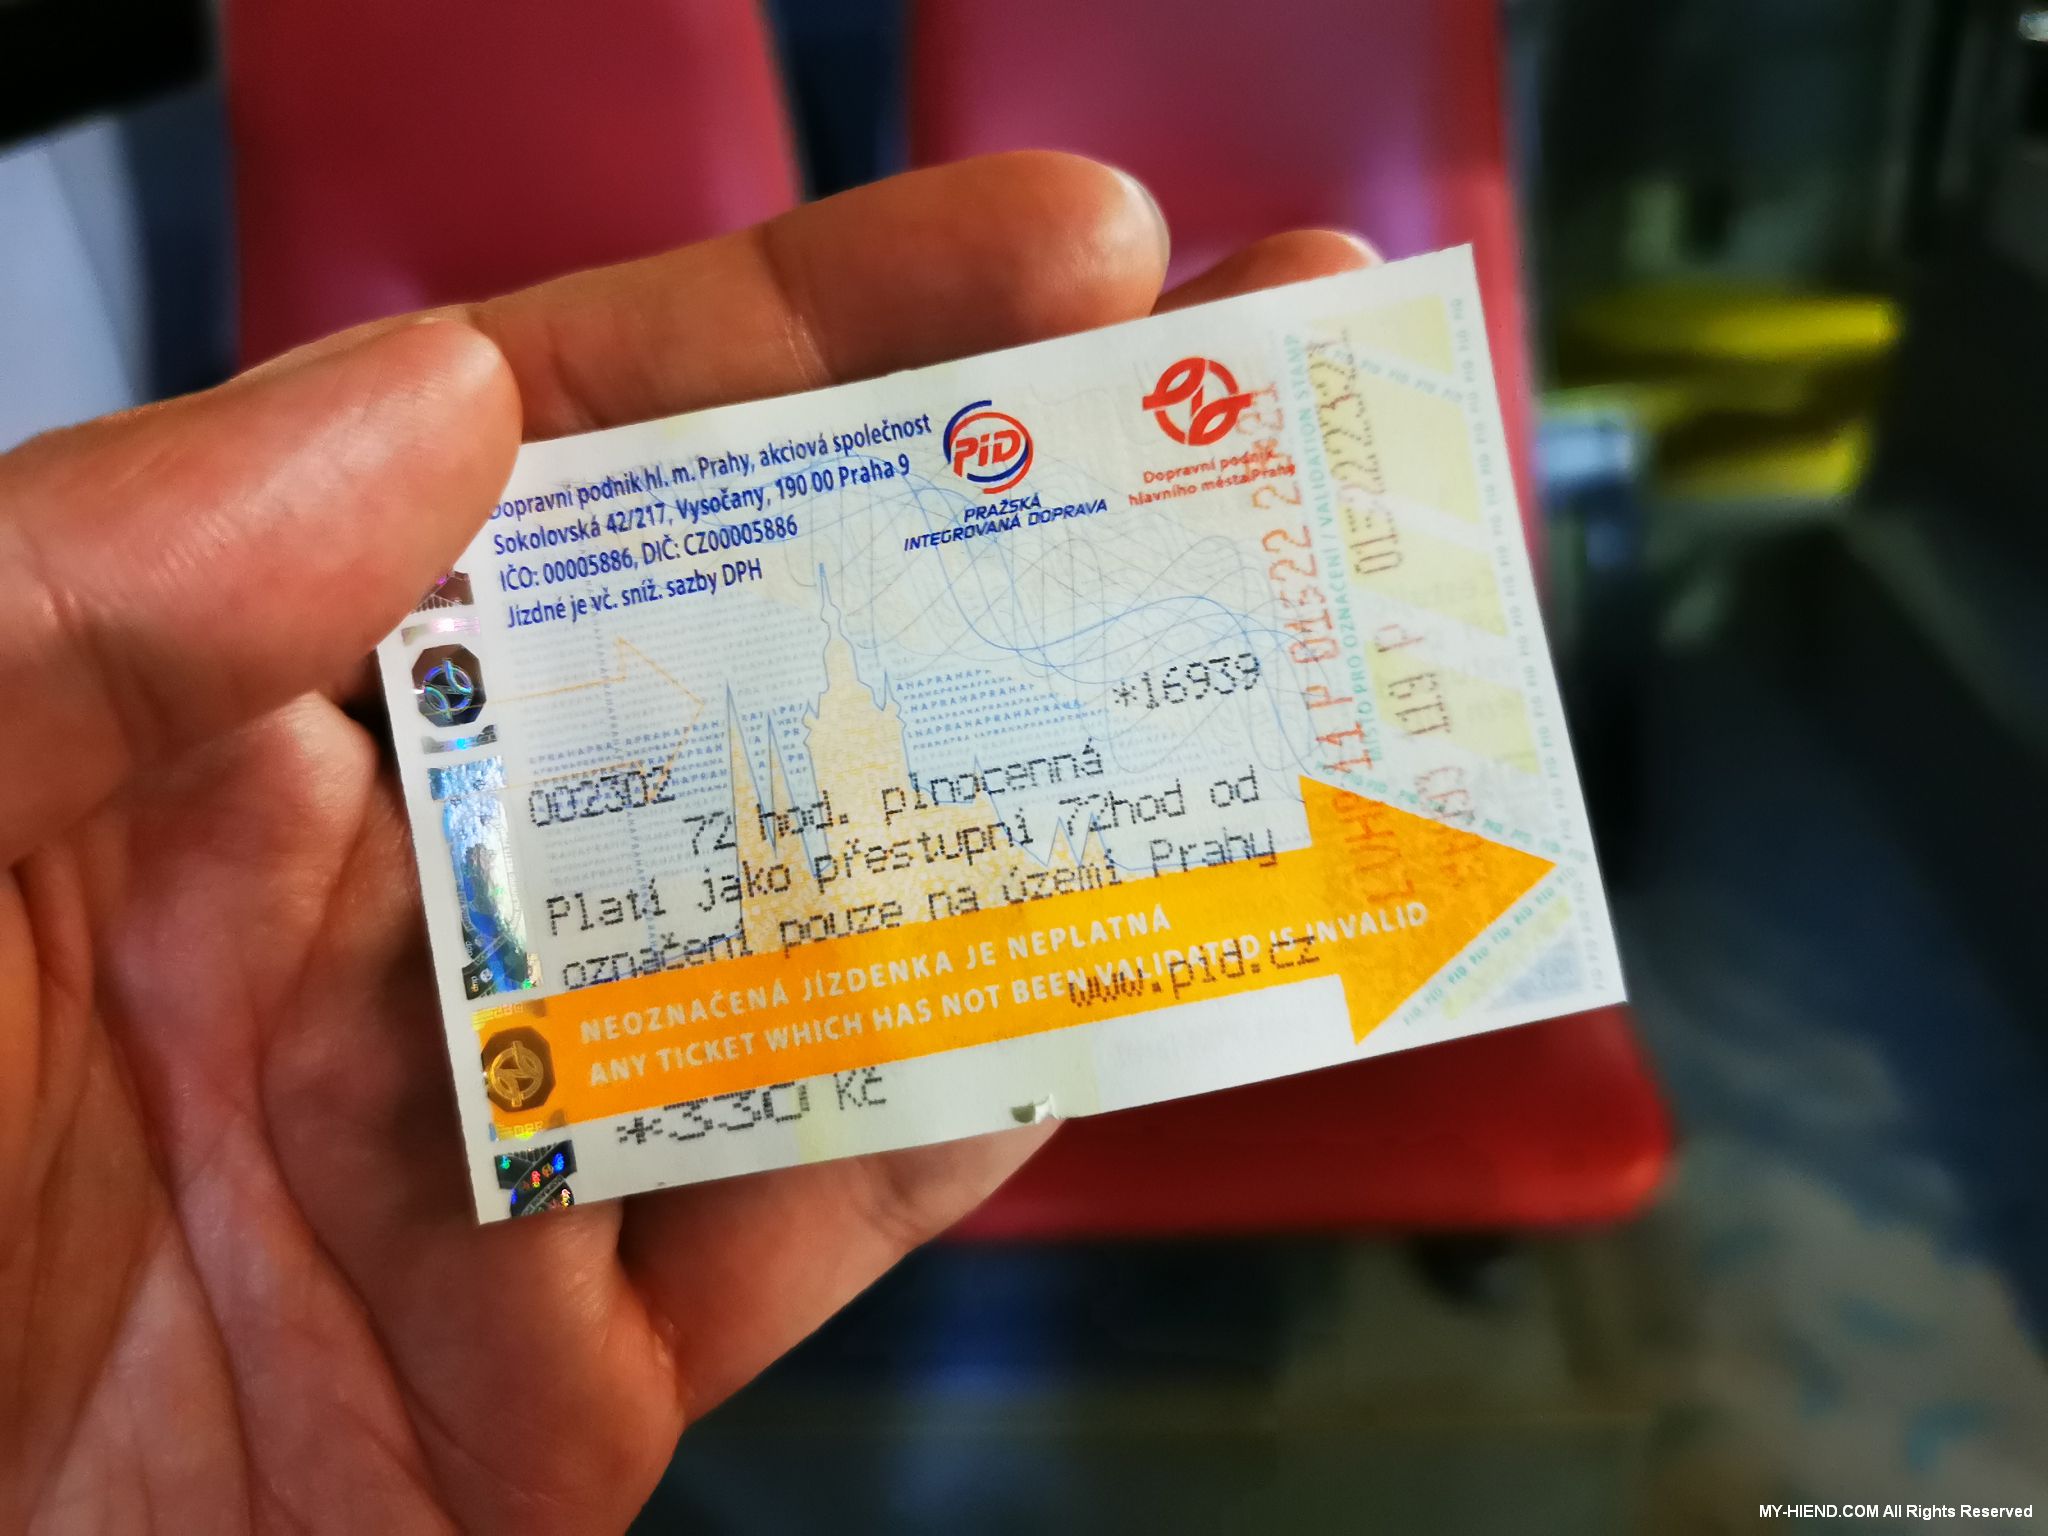 Dopravní podnik hl. m. Prahy, akciová společnost
Sokolovská 42/217, Vysočany, 190 00 Praha 9
IČO: 00005886, DIČ: CZ00005886
Jízdné je vč. sníž. sazby DPH
PiD
PRAŽSKÁ
INTEGROVANÁ DOPRAVA
Dopravní podnik
hlavního města Prahy
MÍSTO PRO OZNAČENÍ / VALIDATION STAMP
*16939
002302
72 hod. plnocenná
Platí jako přestupní 72hod od
označení pouze na území Prahy
www.pid.cz
NEOZNAČENÁ JÍZDENKA JE NEPLATNÁ
ANY TICKET WHICH HAS NOT BEEN VALIDATED IS INVALID
*330 Kč
MY-HIEND.COM All Rights Reserved